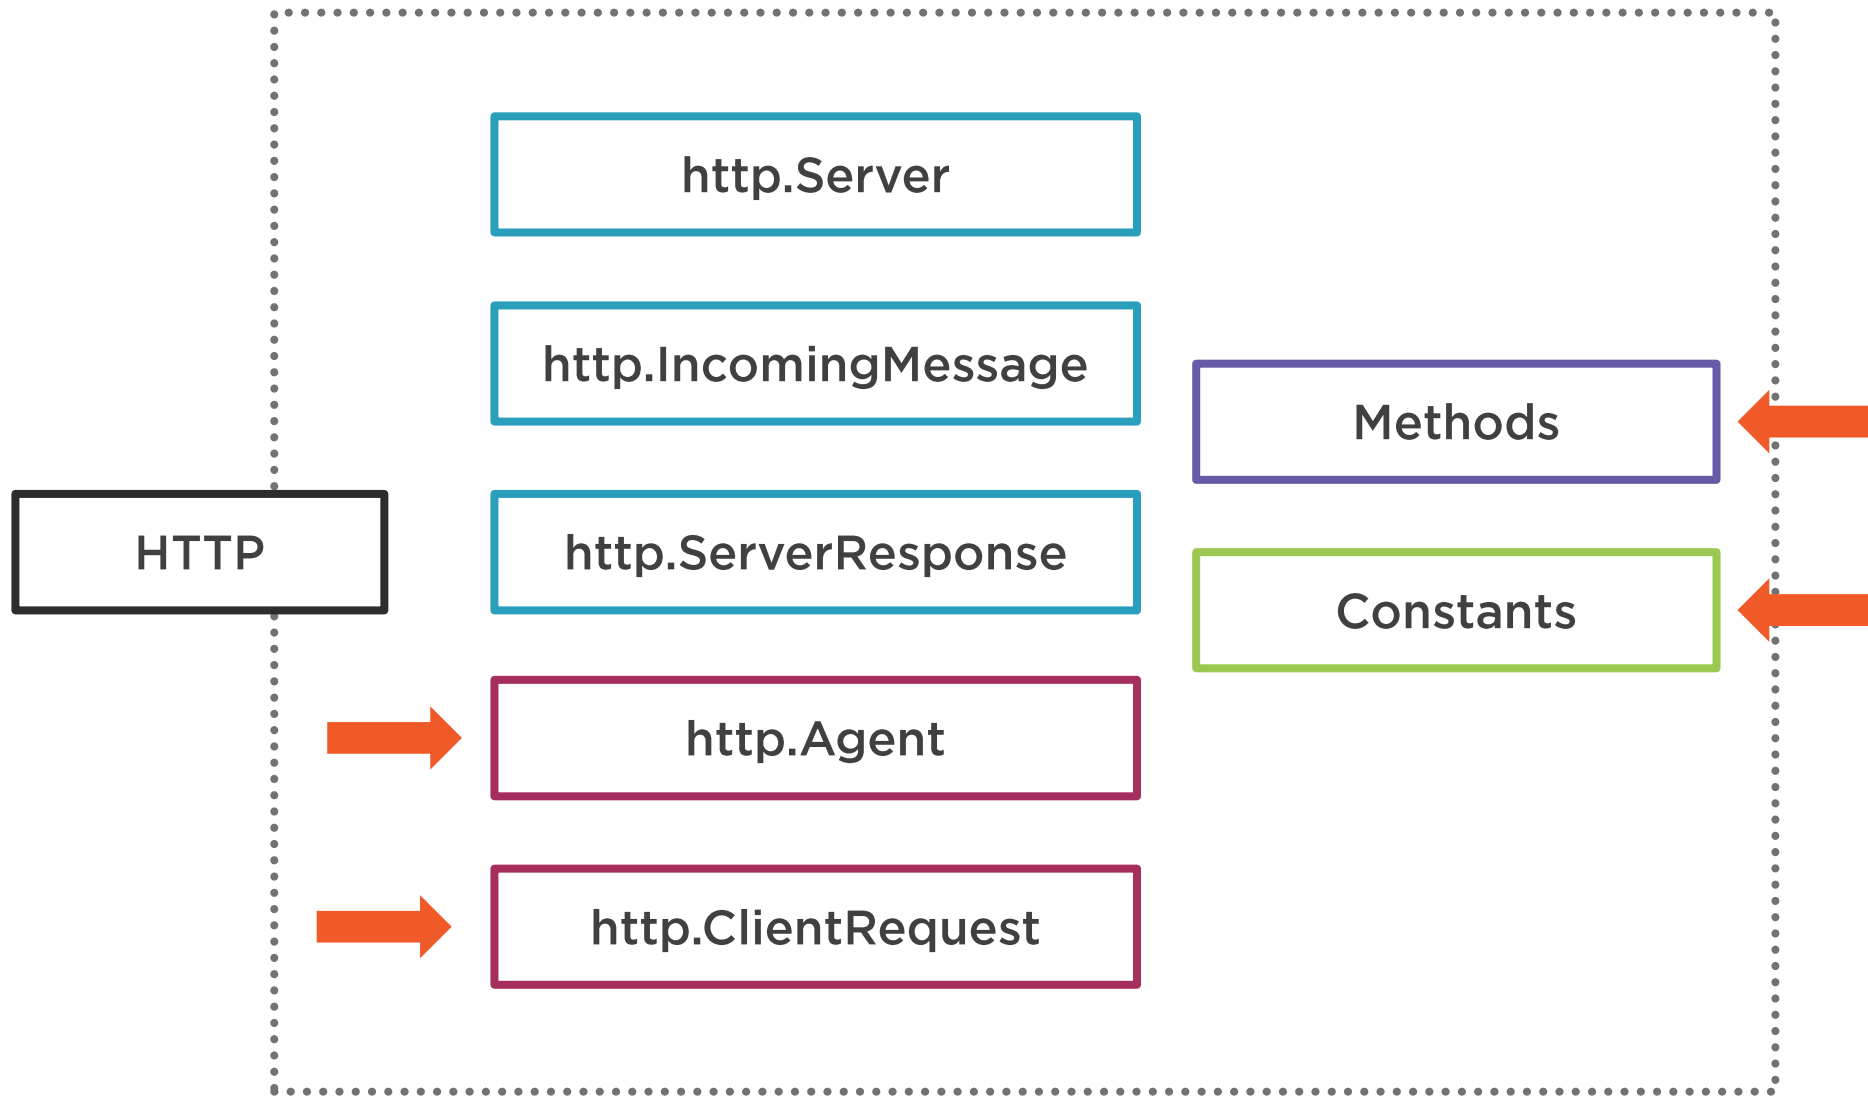 http.Server
http.IncomingMessage
Methods
HTTP
http.ServerResponse
Constants
http.Agent
http.ClientRequest